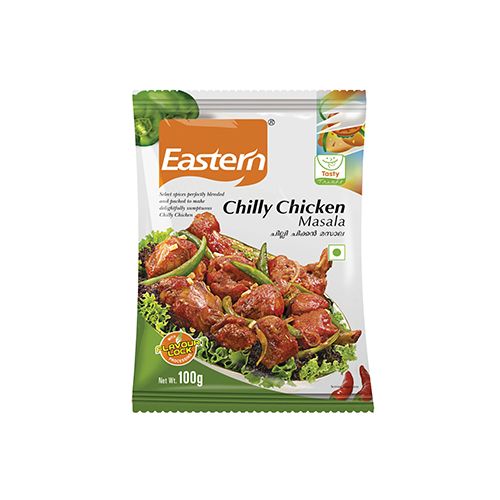 Eastern®
Select spices perfectly blended
and packed to make
delightfully sumptuous
Chilly Chicken
Tasty
Chilly Chicken
Masala
ചില്ലി ചിക്കൻ മസാല
FLAVOUR
LOCK
Net Wt. 100g